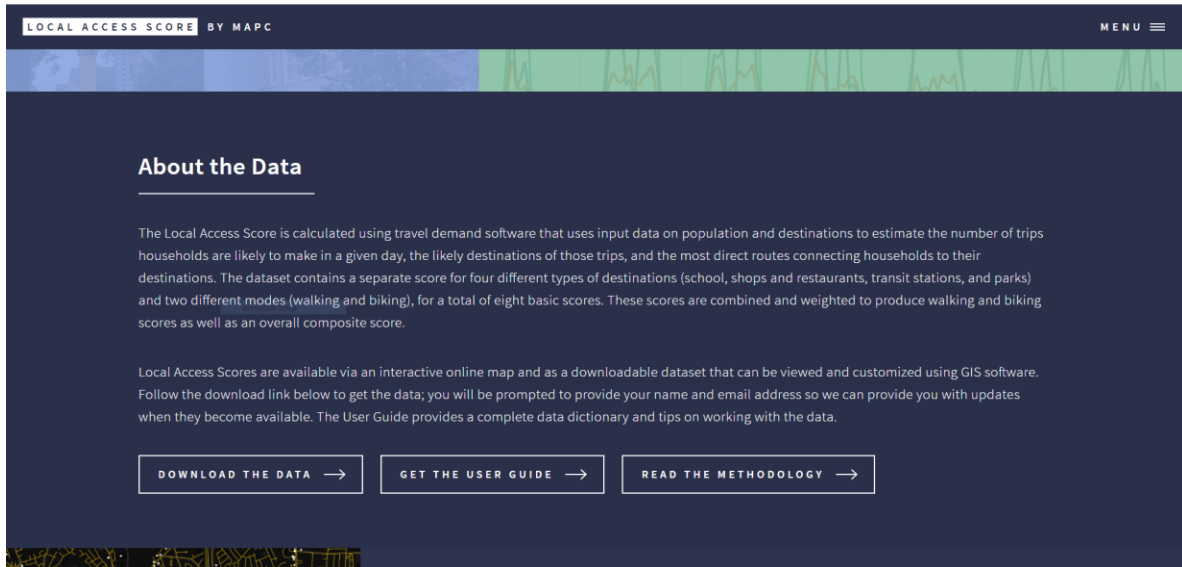 LOCAL ACCESS SCORE BY MAPC
MENU
About the Data
The Local Access Score is calculated using travel demand software that uses input data on population and destinations to estimate the number of trips
households are likely to make in a given day, the likely destinations of those trips, and the most direct routes connecting households to their
destinations. The dataset contains a separate score for four different types of destinations (school, shops and restaurants, transit stations, and parks)
and two different modes (walking and biking), for a total of eight basic scores. These scores are combined and weighted to produce walking and biking
scores as well as an overall composite score.
Local Access Scores are available via an interactive online map and as a downloadable dataset that can be viewed and customized using GIS software.
Follow the download link below to get the data; you will be prompted to provide your name and email address so we can provide you with updates
when they become available. The User Guide provides a complete data dictionary and tips on working with the data.
DOWNLOAD THE DATA
GET THE USER GUIDE
READ THE METHODOLOGY